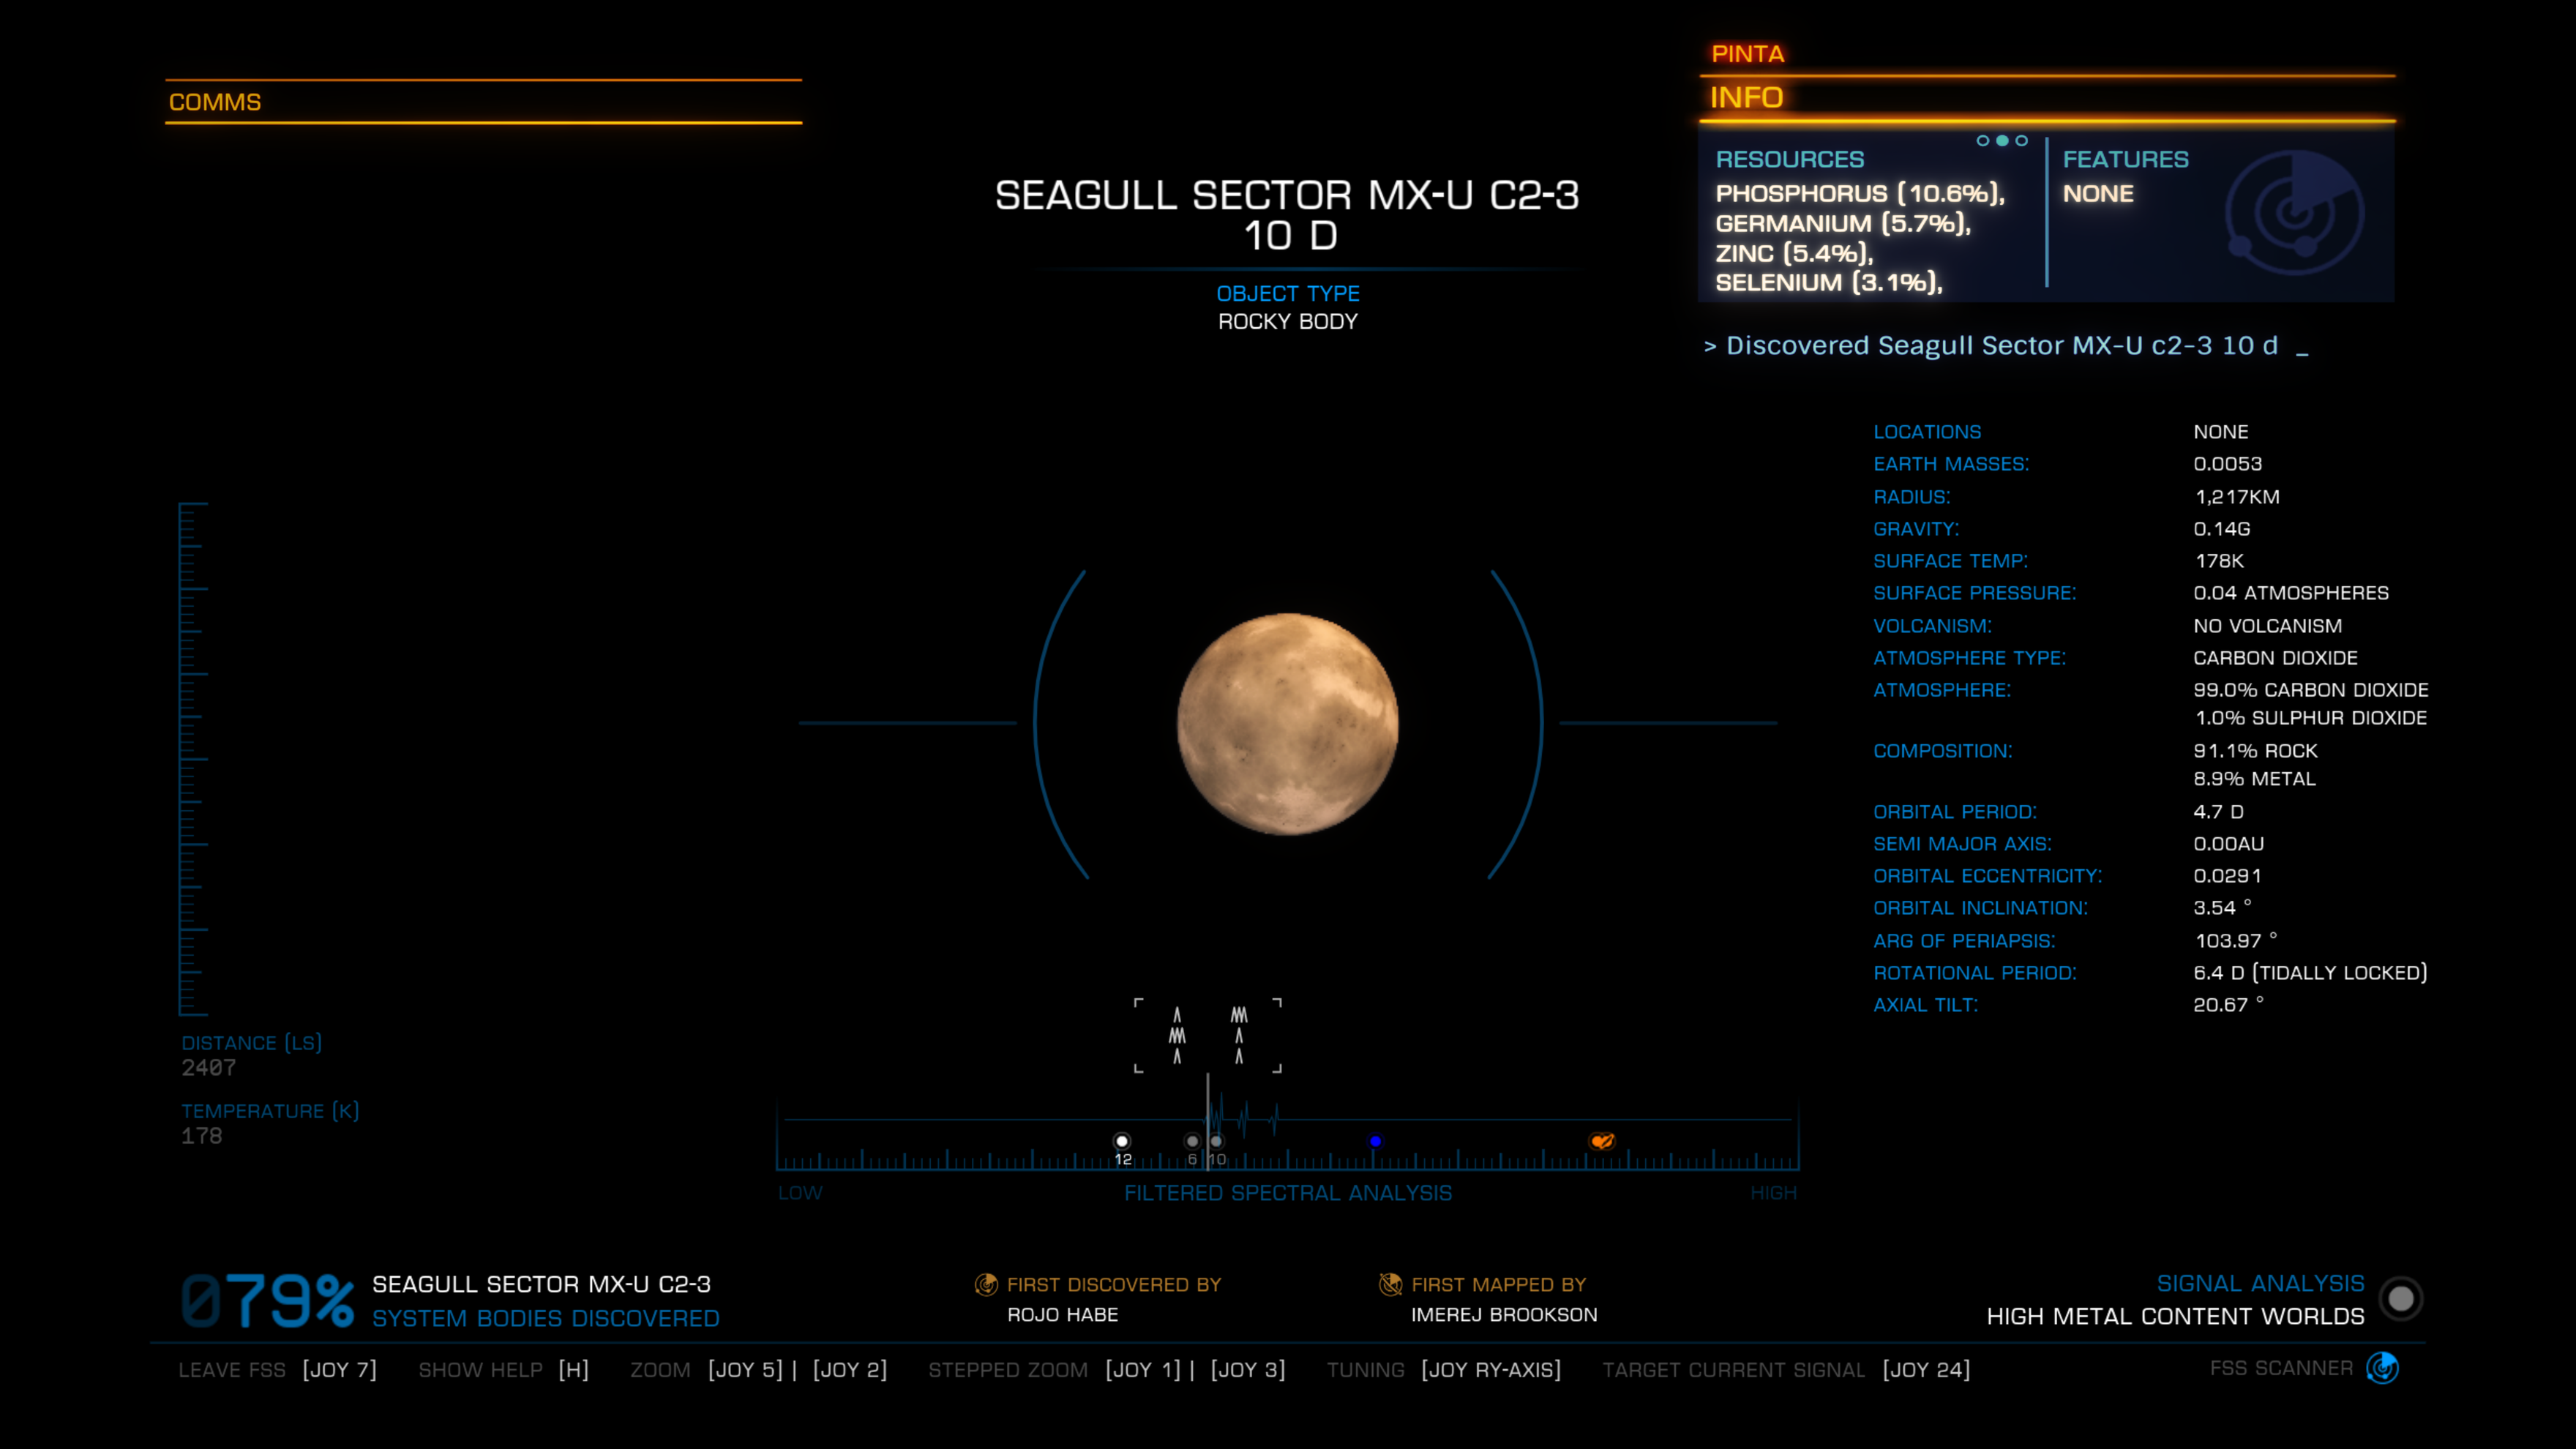 COMMS
PINTA
INFO
RESOURCES
PHOSPHORUS (10.6%),
GERMANIUM (5.7%),
ZINC (5.4%),
SELENIUM (3.1%),
FEATURES
NONE
> Discovered Seagull Sector MX-U c2-3 10 d _
SEAGULL SECTOR MX-U C2-3
10 D
OBJECT TYPE
ROCKY BODY
LOCATIONS NONE
EARTH MASSES: 0.0053
RADIUS: 1,217KM
GRAVITY: 0.14G
SURFACE TEMP: 178K
SURFACE PRESSURE: 0.04 ATMOSPHERES
VOLCANISM: NO VOLCANISM
ATMOSPHERE TYPE: CARBON DIOXIDE
ATMOSPHERE: 99.0% CARBON DIOXIDE
1.0% SULPHUR DIOXIDE
COMPOSITION: 91.1% ROCK
8.9% METAL
ORBITAL PERIOD: 4.7 D
SEMI MAJOR AXIS: 0.00AU
ORBITAL ECCENTRICITY: 0.0291
ORBITAL INCLINATION: 3.54 °
ARG OF PERIAPSIS: 103.97 °
ROTATIONAL PERIOD: 6.4 D (TIDALLY LOCKED)
AXIAL TILT: 20.67 °
DISTANCE (LS)
2407
TEMPERATURE (K)
178
12 6 10
LOW FILTERED SPECTRAL ANALYSIS HIGH
079% SEAGULL SECTOR MX-U C2-3
SYSTEM BODIES DISCOVERED
FIRST DISCOVERED BY
ROJO HABE
FIRST MAPPED BY
IMEREJ BROOKSON
SIGNAL ANALYSIS
HIGH METAL CONTENT WORLDS
LEAVE FSS [JOY 7] SHOW HELP [H] ZOOM [JOY 5] | [JOY 2] STEPPED ZOOM [JOY 1] | [JOY 3] TUNING [JOY RY-AXIS] TARGET CURRENT SIGNAL [JOY 24] FSS SCANNER